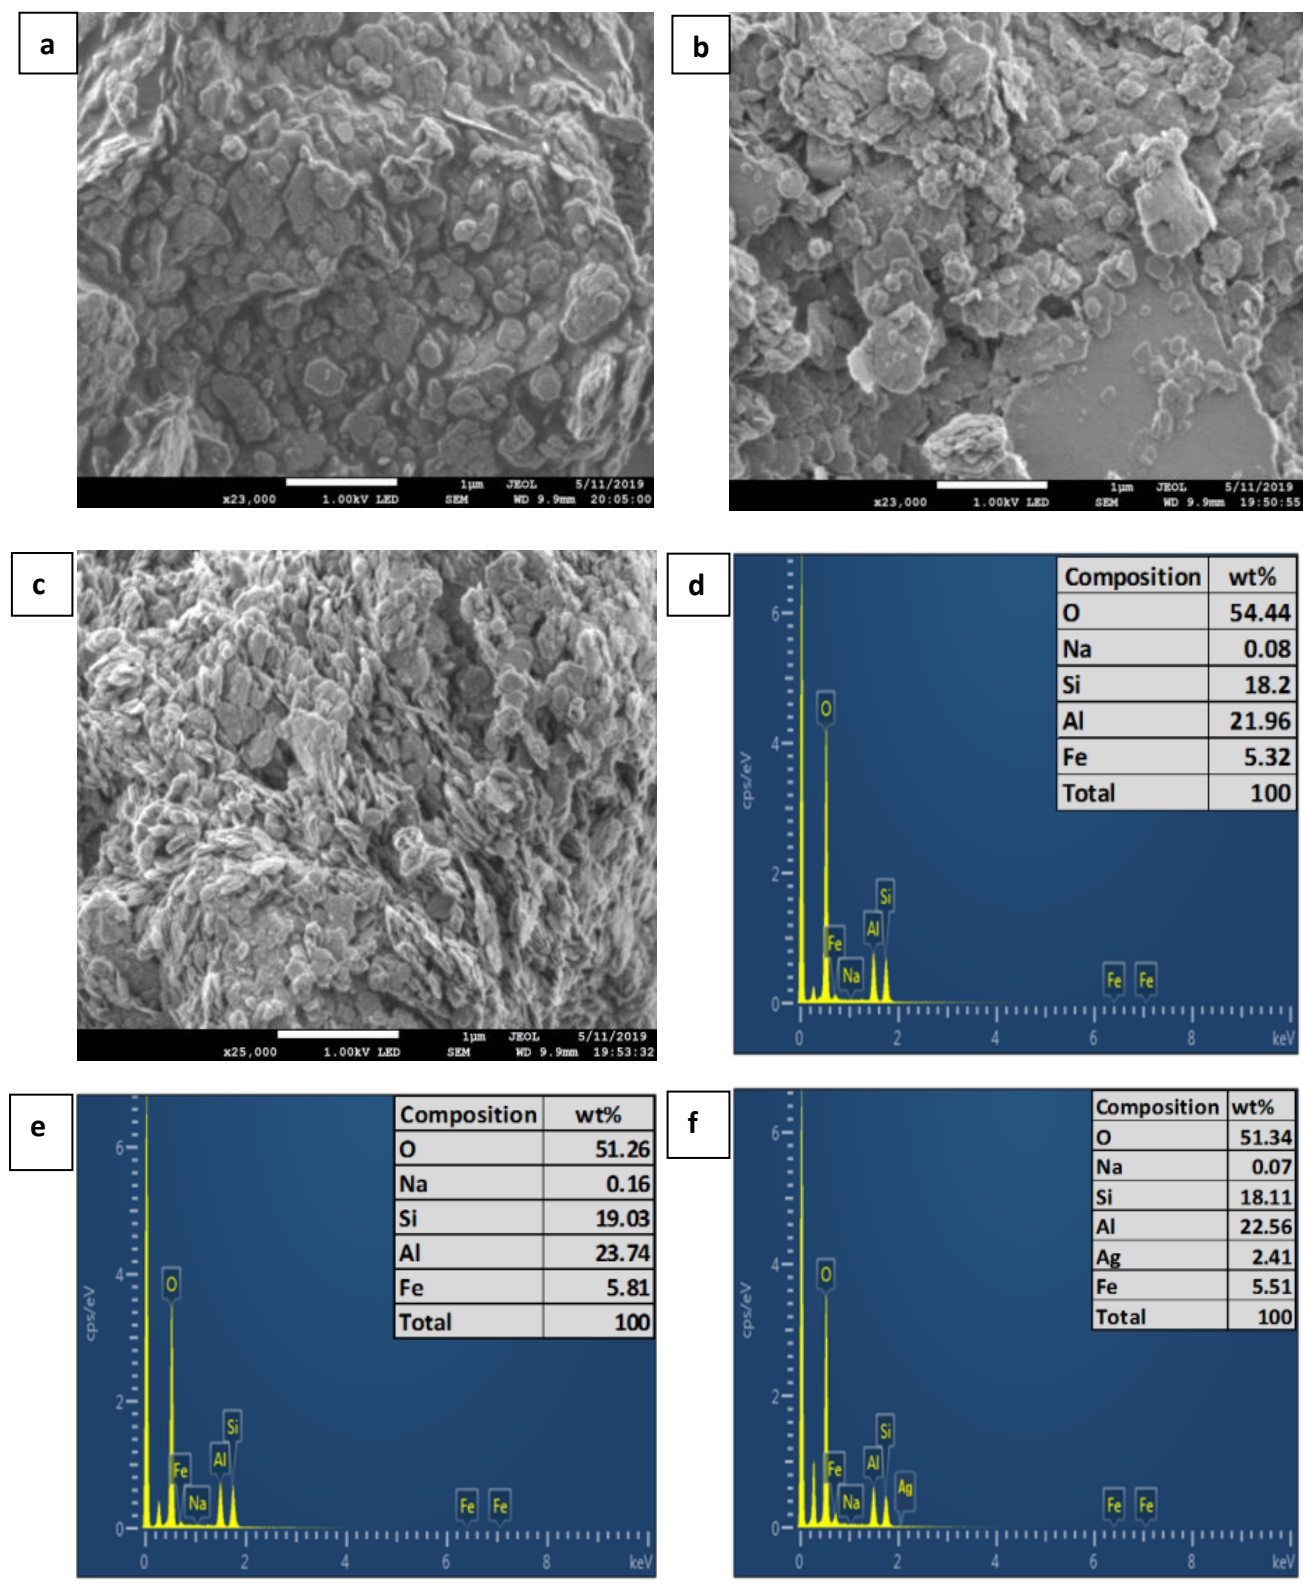 a
x23,000 1.00kV LED 1µm JEOL 5/11/2019
SEM WD 9.9mm 20:05:00
b
1µm JEOL 5/11/2019
x23,000 1.00kV LED SEM WD 9.9mm 19:50:55
c
1µm JEOL 5/11/2019
x25,000 1.00kV LED SEM WD 9.9mm 19:53:32
d
Composition wt%
O 54.44
Na 0.08
Si 18.2
Al 21.96
Fe 5.32
Total 100
cps/eV
6
4
2
0
O
Si
Al
Fe
Na
Fe Fe
0 2 4 6 8 keV
e
Composition wt%
O 51.26
Na 0.16
Si 19.03
Al 23.74
Fe 5.81
Total 100
cps/eV
6
4
2
0
O
Si
Al
Fe
Na
Fe Fe
0 2 4 6 8 keV
f
Composition wt%
O 51.34
Na 0.07
Si 18.11
Al 22.56
Ag 2.41
Fe 5.51
Total 100
cps/eV
6
4
2
0
O
Si
Al
Fe
Ag
Na
Fe Fe
0 2 4 6 8 keV